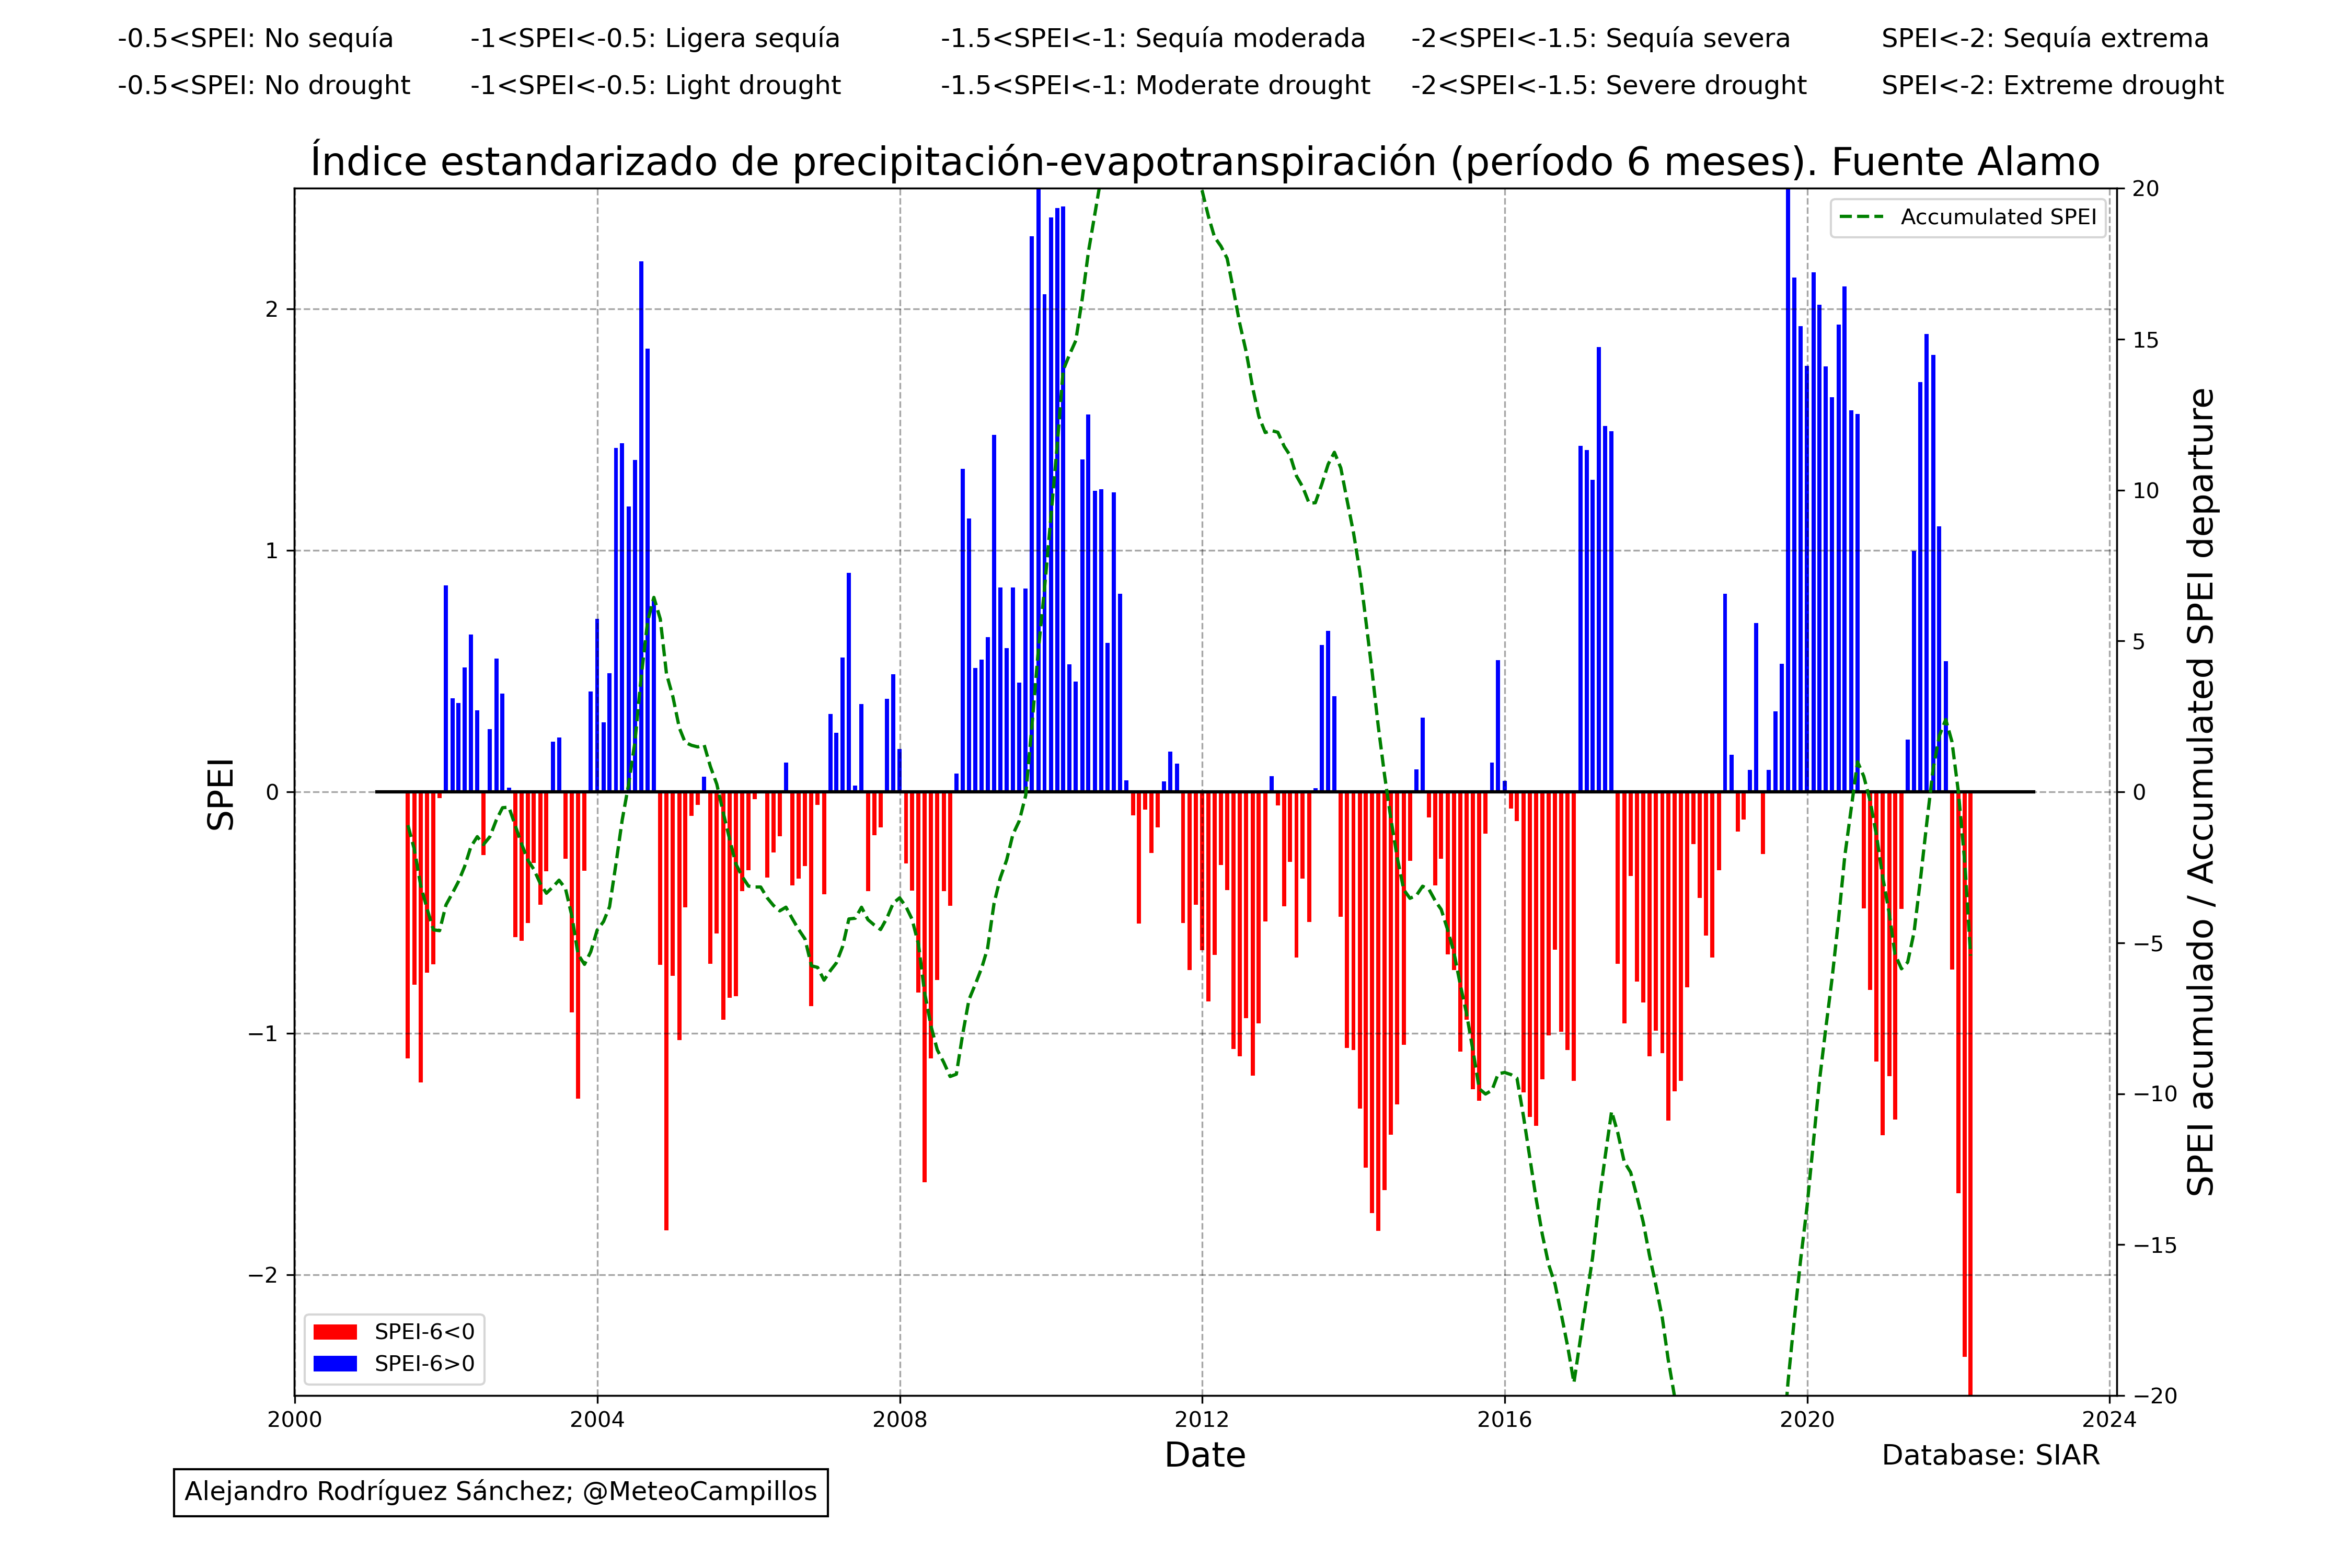 -0.5<SPEI: No sequía -1<SPEI<-0.5: Ligera sequía -1.5<SPEI<-1: Sequía moderada -2<SPEI<-1.5: Sequía severa SPEI<-2: Sequía extrema
-0.5<SPEI: No drought -1<SPEI<-0.5: Light drought -1.5<SPEI<-1: Moderate drought -2<SPEI<-1.5: Severe drought SPEI<-2: Extreme drought
Índice estandarizado de precipitación-evapotranspiración (período 6 meses). Fuente Alamo
Accumulated SPEI
SPEI
2
1
0
−1
−2
20
15
10
5
0
−5
−10
−15
−20
SPEI acumulado / Accumulated SPEI departure
SPEI-6<0
SPEI-6>0
2000 2004 2008 2012 2016 2020 2024
Date
Database: SIAR
Alejandro Rodríguez Sánchez; @MeteoCampillos